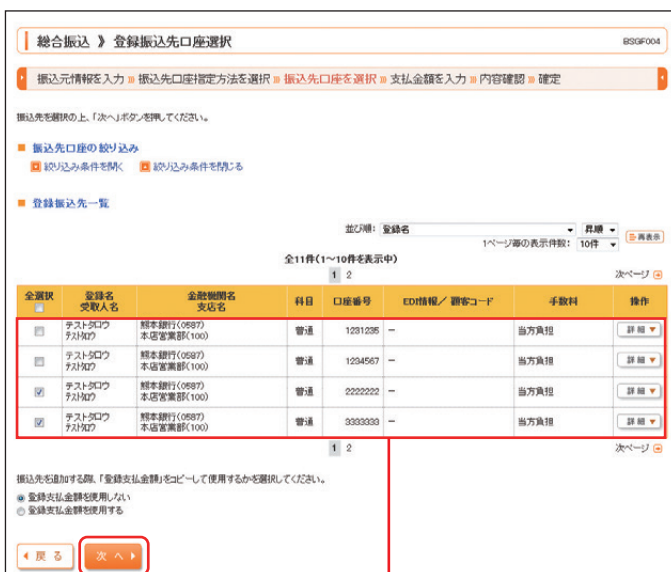 総合振込 》 登録振込先口座選択 BSGF004
振込元情報を入力 » 振込先口座指定方法を選択 » 振込先口座を選択 » 支払金額を入力 » 内容確認 » 確定
振込先を選択の上、「次へ」ボタンを押してください。
■ 振込先口座の絞り込み
絞り込み条件を開く 絞り込み条件を閉じる
■ 登録振込先一覧
並び順: 登録名 昇順
1ページ毎の表示件数: 10件 再表示
全11件(1～10件を表示中)
1 2 次ページ
全選択 登録名 受取人名 金融機関名 支店名 科目 口座番号 EDI情報／ 顧客コード 手数料 操作
テストタロウ 熊本銀行(0587) 普通 1231235 － 当方負担 詳細 ▼
テストタロウ 本店営業部(100)
テストタロウ 熊本銀行(0587) 普通 1234567 － 当方負担 詳細 ▼
テストタロウ 本店営業部(100)
テストタロウ 熊本銀行(0587) 普通 2222222 － 当方負担 詳細 ▼
テストタロウ 本店営業部(100)
テストタロウ 熊本銀行(0587) 普通 3333333 － 当方負担 詳細 ▼
テストタロウ 本店営業部(100)
1 2 次ページ
振込先を追加する際、「登録支払金額」をコピーして使用するかを選択してください。
登録支払金額を使用しない
登録支払金額を使用する
戻る 次へ